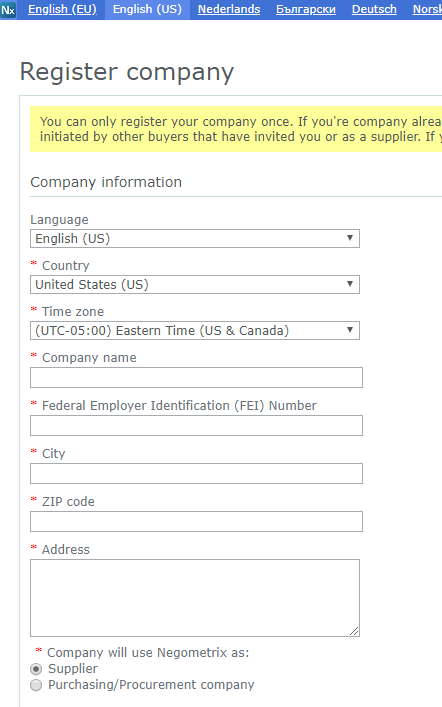 Nx English (EU) English (US) Nederlands Български Deutsch Norsk
Register company
You can only register your company once. If you're company alrea
initiated by other buyers that have invited you or as a supplier. If y
Company information
Language
English (US)
* Country
United States (US)
* Time zone
(UTC-05:00) Eastern Time (US & Canada)
* Company name
* Federal Employer Identification (FEI) Number
* City
* ZIP code
* Address
* Company will use Negometrix as:
Supplier
Purchasing/Procurement company